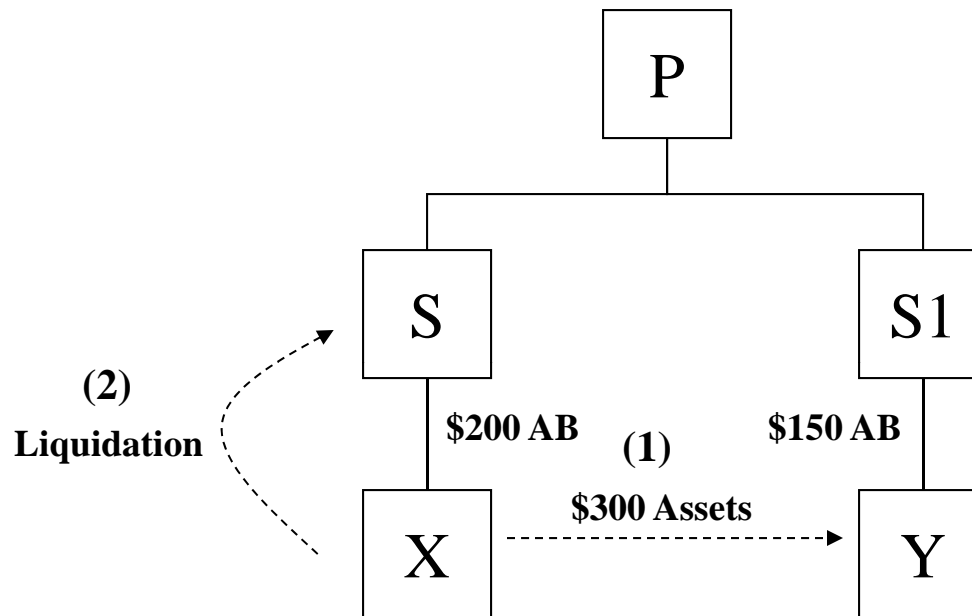 P
S
S1
(2)
Liquidation
$200 AB
(1)
$150 AB
$300 Assets
X
Y